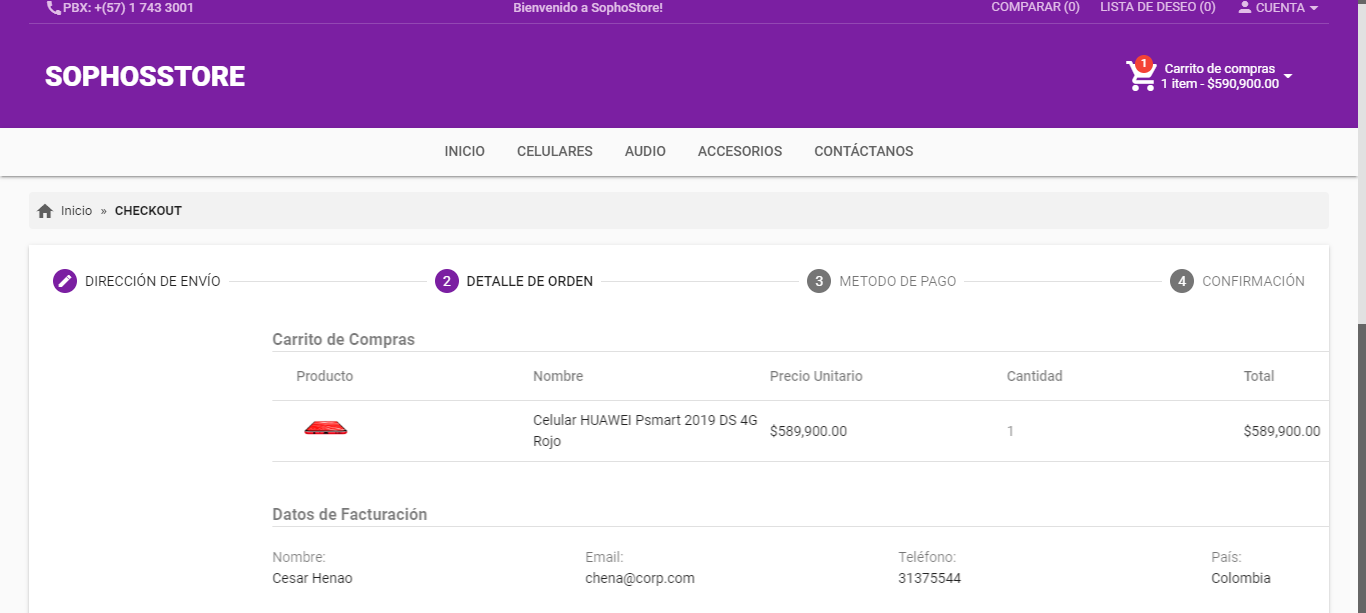 PBX: +(57) 1 743 3001
Bienvenido a SophoStore!
COMPARAR (0)
LISTA DE DESEO (0)
CUENTA
SOPHOSSTORE
1
Carrito de compras
1 item - $590,900.00
INICIO
CELULARES
AUDIO
ACCESORIOS
CONTÁCTANOS
Inicio » CHECKOUT
DIRECCIÓN DE ENVÍO
2 DETALLE DE ORDEN
3 METODO DE PAGO
4 CONFIRMACIÓN
Carrito de Compras
Producto
Nombre
Precio Unitario
Cantidad
Total
Celular HUAWEI Psmart 2019 DS 4G
Rojo
$589,900.00
1
$589,900.00
Datos de Facturación
Nombre:
Cesar Henao
Email:
chena@corp.com
Teléfono:
31375544
País:
Colombia